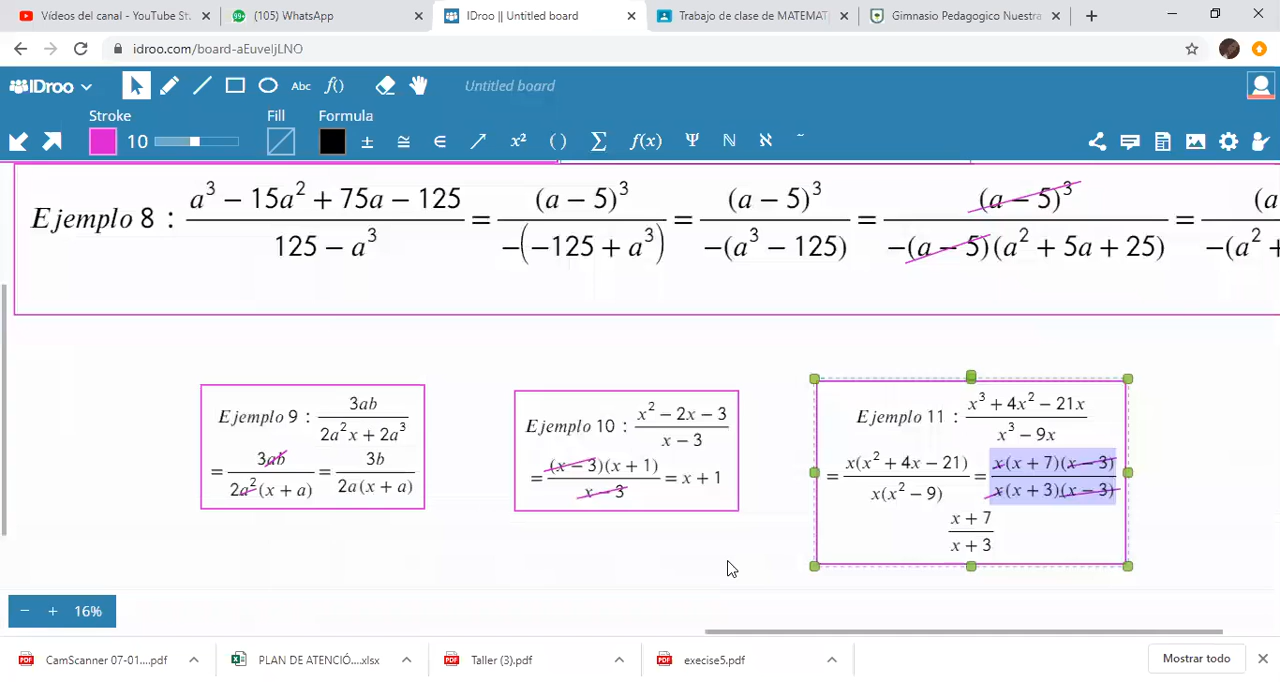 Vídeos del canal - YouTube St.
(105) WhatsApp
IDroo || Untitled board
Trabajo de clase de MATEMAT
Gimnasio Pedagogico Nuestra
idroo.com/board-aEuveljLNO
IDroo
Abc
f()
Untitled board
Stroke
Fill
Formula
10
± ≅ ∈ x² ( ) ∑ f(x) Ψ ℕ ℵ ~
Ejemplo 8 : (a³ − 15a² + 75a − 125)/(125 − a³) = (a − 5)³/(−(−125 + a³)) = (a − 5)³/(−(a³ − 125)) = (a − 5)³/(−(a − 5)(a² + 5a + 25)) = (a/(−(a² +
Ejemplo 9 : 3ab/(2a²x + 2a³)
= 3ab/(2a²(x + a)) = 3b/(2a(x + a))
Ejemplo 10 : (x² − 2x − 3)/(x − 3)
= (x − 3)(x + 1)/(x − 3) = x + 1
Ejemplo 11 : (x³ + 4x² − 21x)/(x³ − 9x)
= x(x² + 4x − 21)/(x(x² − 9)) = x(x + 7)(x − 3)/(x(x + 3)(x − 3))
(x + 7)/(x + 3)
− + 16%
CamScanner 07-01....pdf
PLAN DE ATENCIÓ....xlsx
Taller (3).pdf
execise5.pdf
Mostrar todo